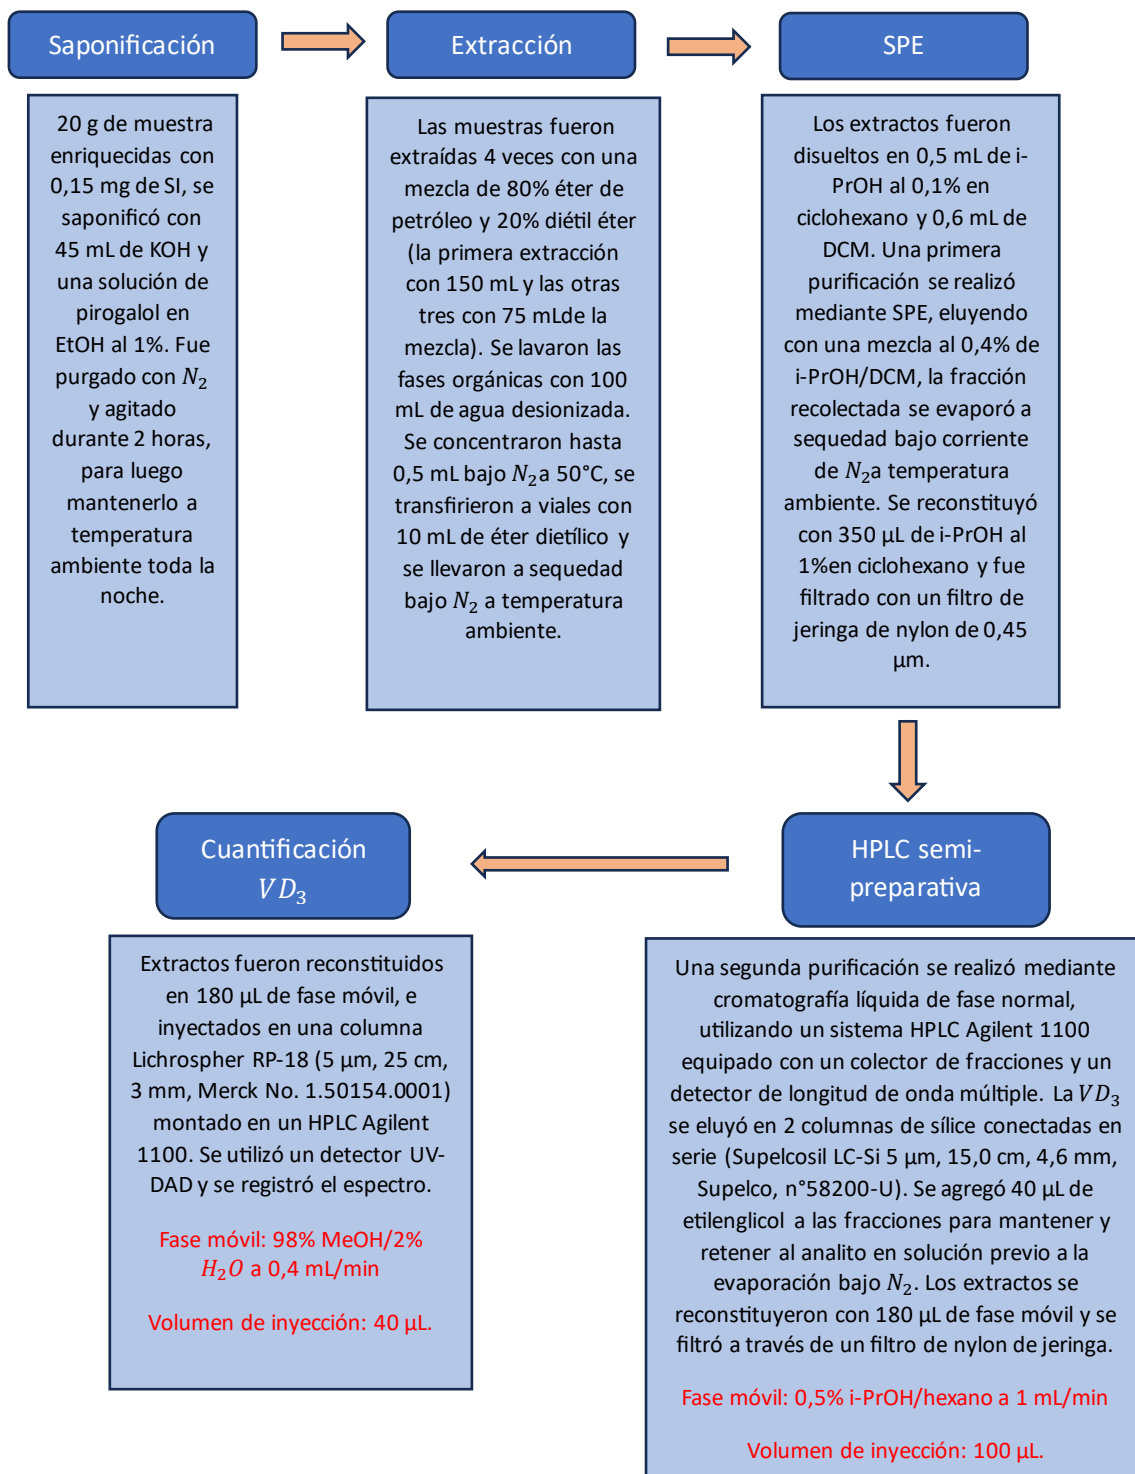 Saponificación
20 g de muestra
enriquecidas con
0,15 mg de SI, se
saponificó con
45 mL de KOH y
una solución de
pirogalol en
EtOH al 1%. Fue
purgado con N₂
y agitado
durante 2 horas,
para luego
mantenerlo a
temperatura
ambiente toda la
noche.
Extracción
Las muestras fueron
extraídas 4 veces con una
mezcla de 80% éter de
petróleo y 20% diétil éter
(la primera extracción
con 150 mL y las otras
tres con 75 mLde la
mezcla). Se lavaron las
fases orgánicas con 100
mL de agua desionizada.
Se concentraron hasta
0,5 mL bajo N₂a 50°C, se
transfirieron a viales con
10 mL de éter dietílico y
se llevaron a sequedad
bajo N₂ a temperatura
ambiente.
SPE
Los extractos fueron
disueltos en 0,5 mL de i-
PrOH al 0,1% en
ciclohexano y 0,6 mL de
DCM. Una primera
purificación se realizó
mediante SPE, eluyendo
con una mezcla al 0,4% de
i-PrOH/DCM, la fracción
recolectada se evaporó a
sequedad bajo corriente
de N₂a temperatura
ambiente. Se reconstituyó
con 350 µL de i-PrOH al
1%en ciclohexano y fue
filtrado con un filtro de
jeringa de nylon de 0,45
µm.
HPLC semi-
preparativa
Una segunda purificación se realizó mediante
cromatografía líquida de fase normal,
utilizando un sistema HPLC Agilent 1100
equipado con un colector de fracciones y un
detector de longitud de onda múltiple. La VD₃
se eluyó en 2 columnas de sílice conectadas en
serie (Supelcosil LC-Si 5 µm, 15,0 cm, 4,6 mm,
Supelco, n°58200-U). Se agregó 40 µL de
etilenglicol a las fracciones para mantener y
retener al analito en solución previo a la
evaporación bajo N₂. Los extractos se
reconstituyeron con 180 µL de fase móvil y se
filtró a través de un filtro de nylon de jeringa.
Fase móvil: 0,5% i-PrOH/hexano a 1 mL/min
Volumen de inyección: 100 µL.
Cuantificación
VD₃
Extractos fueron reconstituidos
en 180 µL de fase móvil, e
inyectados en una columna
Lichrospher RP-18 (5 µm, 25 cm,
3 mm, Merck No. 1.50154.0001)
montado en un HPLC Agilent
1100. Se utilizó un detector UV-
DAD y se registró el espectro.
Fase móvil: 98% MeOH/2%
H₂O a 0,4 mL/min
Volumen de inyección: 40 µL.